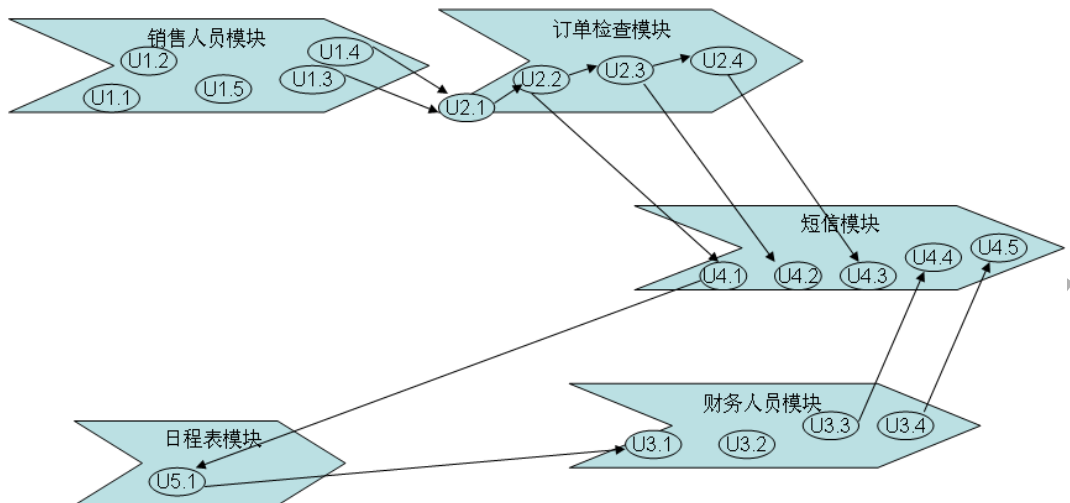 销售人员模块
U1.4
U1.2
U1.3
U1.5
U1.1
订单检查模块
U2.4
U2.3
U2.2
U2.1
短信模块
U4.1
U4.2
U4.3
U4.4
U4.5
财务人员模块
U3.1
U3.2
U3.3
U3.4
日程表模块
U5.1